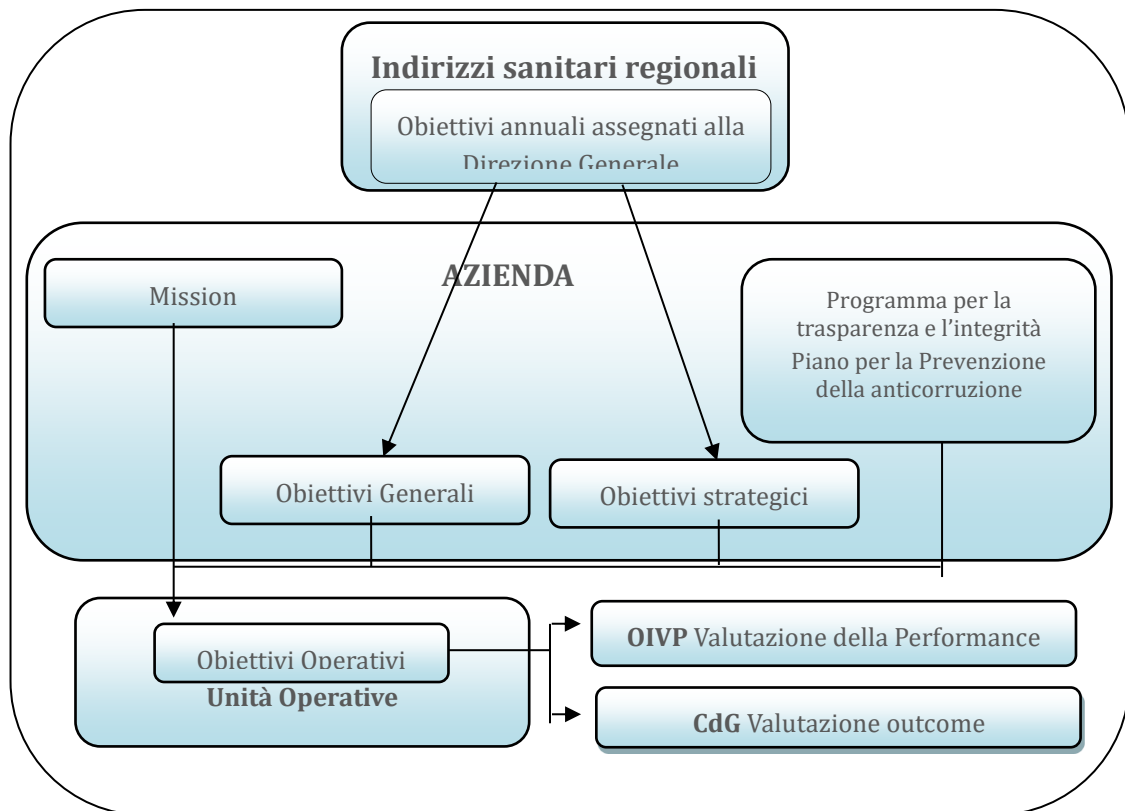 Indirizzi sanitari regionali
Obiettivi annuali assegnati alla
Direzione Generale
AZIENDA
Mission
Programma per la
trasparenza e l’integrità
Piano per la Prevenzione
della anticorruzione
Obiettivi Generali
Obiettivi strategici
Obiettivi Operativi
Unità Operative
OIVP Valutazione della Performance
CdG Valutazione outcome